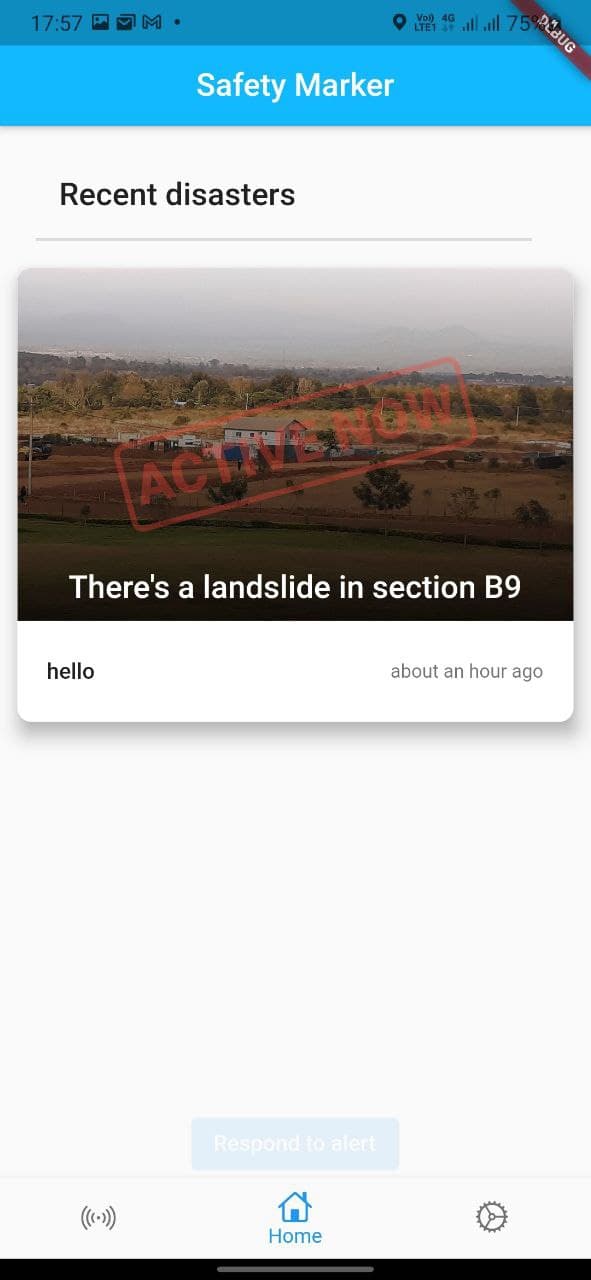 17:57
Vo)) 4G
LTE1
75%
DEBUG
Safety Marker
Recent disasters
ACTIVE NOW
There's a landslide in section B9
hello
about an hour ago
Respond to alert
Home